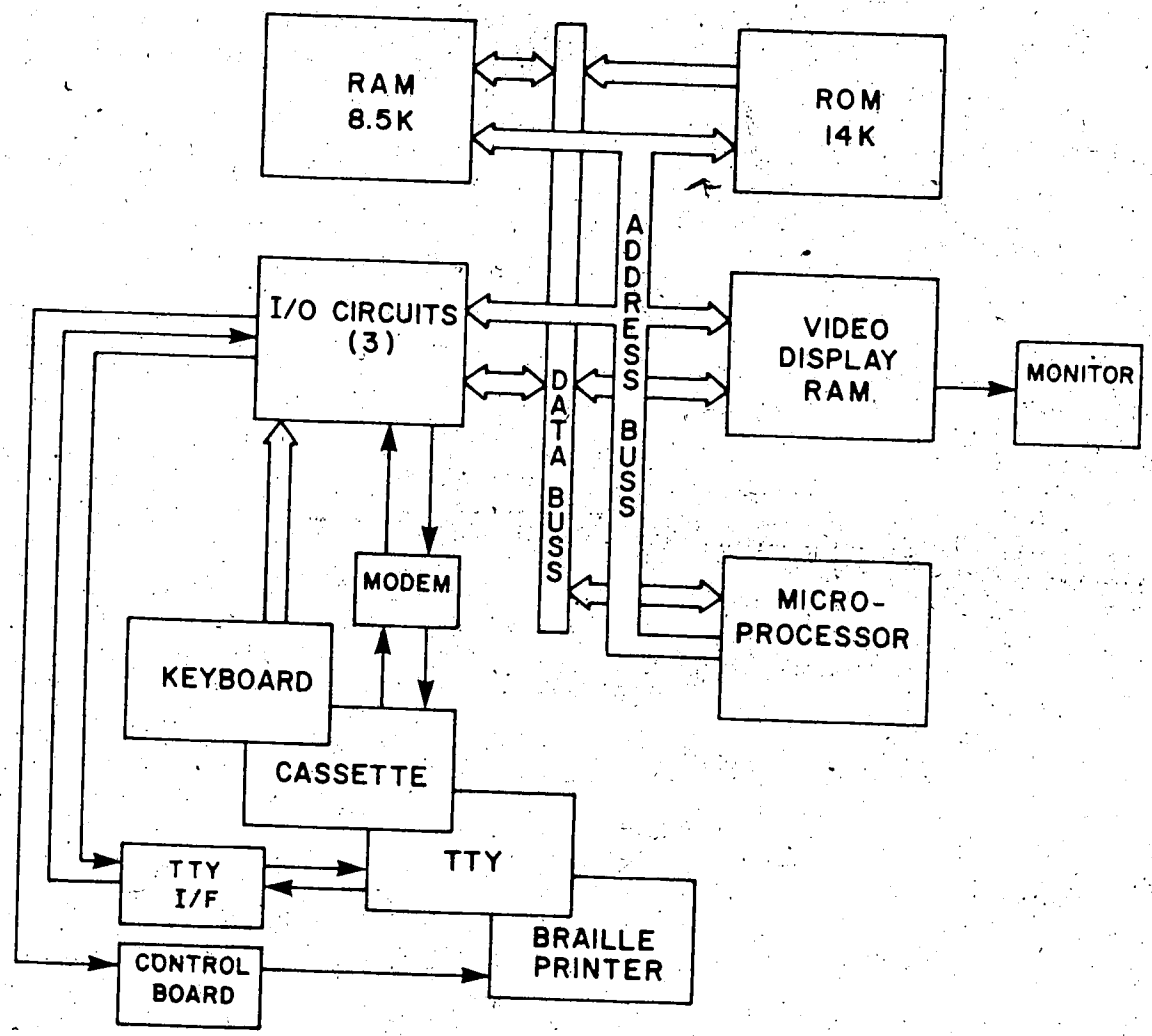 RAM
8.5K
ROM
14K
ADDRESS BUSS
I/O CIRCUITS
(3)
DATA BUSS
VIDEO
DISPLAY
RAM
MONITOR
MODEM
MICRO-
PROCESSOR
KEYBOARD
CASSETTE
TTY
TTY
I/F
BRAILLE
PRINTER
CONTROL
BOARD